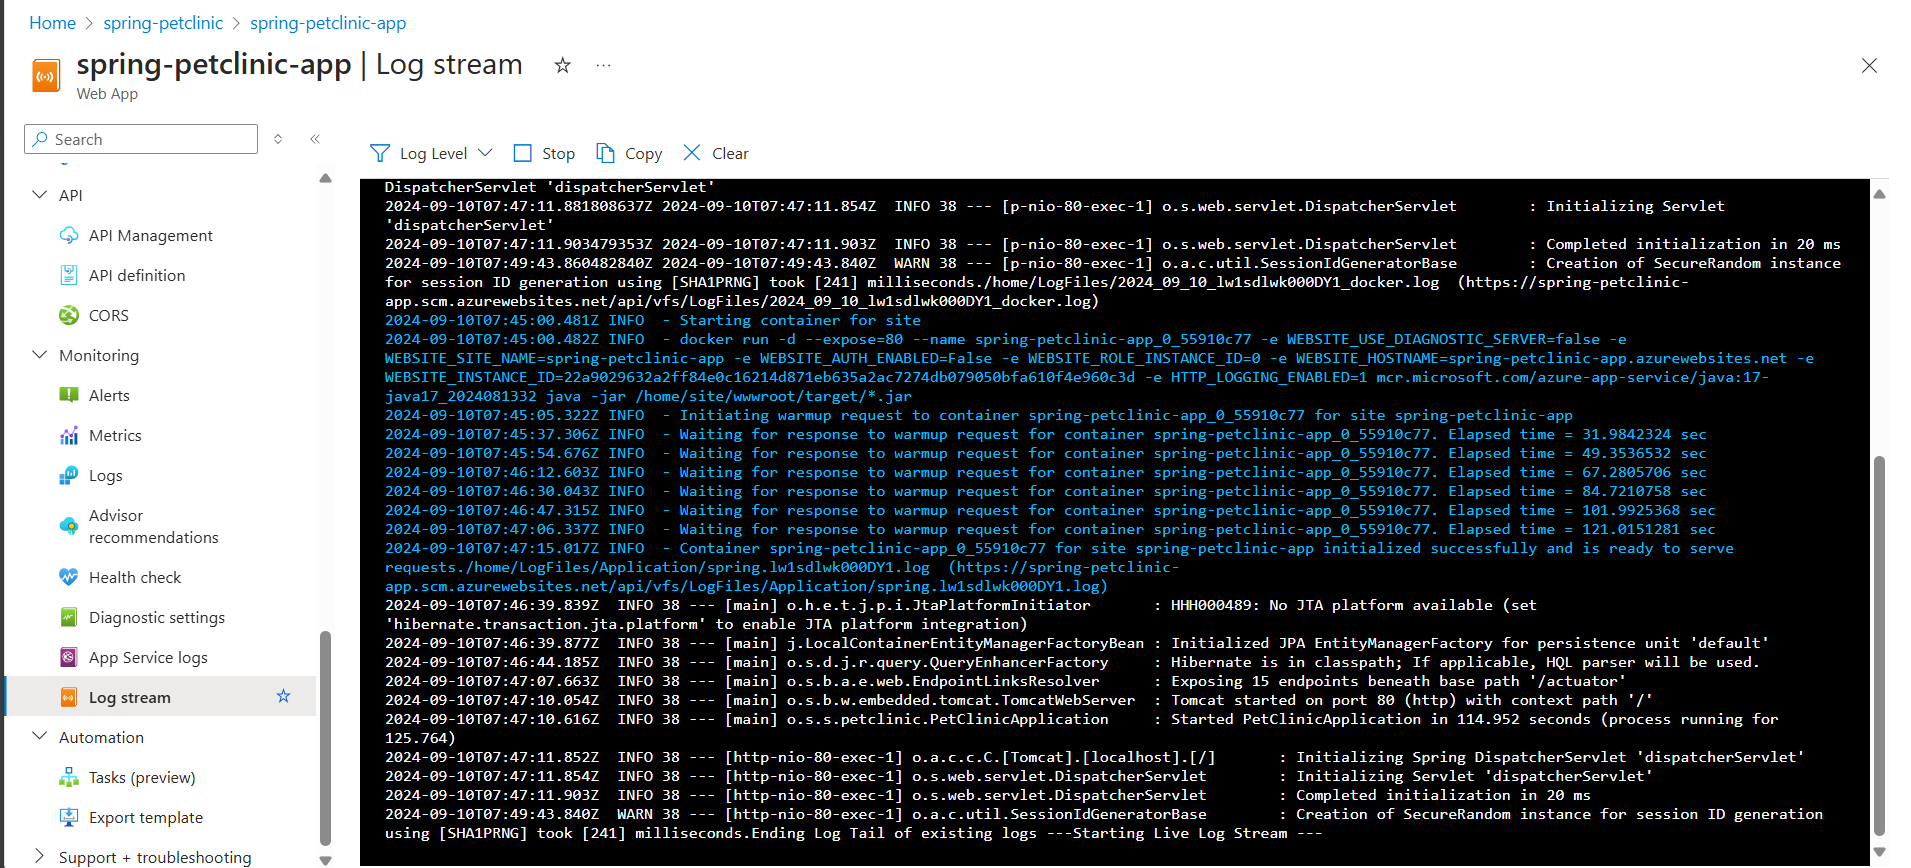 Home > spring-petclinic > spring-petclinic-app
spring-petclinic-app | Log stream
Web App
Search
API
API Management
API definition
CORS
Monitoring
Alerts
Metrics
Logs
Advisor
recommendations
Health check
Diagnostic settings
App Service logs
Log stream
Automation
Tasks (preview)
Export template
Support + troubleshooting
Log Level Stop Copy Clear
DispatcherServlet 'dispatcherServlet'
2024-09-10T07:47:11.881808637Z 2024-09-10T07:47:11.854Z  INFO 38 --- [p-nio-80-exec-1] o.s.web.servlet.DispatcherServlet        : Initializing Servlet
'dispatcherServlet'
2024-09-10T07:47:11.903479353Z 2024-09-10T07:47:11.903Z  INFO 38 --- [p-nio-80-exec-1] o.s.web.servlet.DispatcherServlet        : Completed initialization in 20 ms
2024-09-10T07:49:43.860482840Z 2024-09-10T07:49:43.840Z  WARN 38 --- [p-nio-80-exec-1] o.a.c.util.SessionIdGeneratorBase        : Creation of SecureRandom instance
for session ID generation using [SHA1PRNG] took [241] milliseconds./home/LogFiles/2024_09_10_lw1sdlwk000DY1_docker.log  (https://spring-petclinic-
app.scm.azurewebsites.net/api/vfs/LogFiles/2024_09_10_lw1sdlwk000DY1_docker.log)
2024-09-10T07:45:00.481Z INFO  - Starting container for site
2024-09-10T07:45:00.482Z INFO  - docker run -d --expose=80 --name spring-petclinic-app_0_55910c77 -e WEBSITE_USE_DIAGNOSTIC_SERVER=false -e
WEBSITE_SITE_NAME=spring-petclinic-app -e WEBSITE_AUTH_ENABLED=False -e WEBSITE_ROLE_INSTANCE_ID=0 -e WEBSITE_HOSTNAME=spring-petclinic-app.azurewebsites.net -e
WEBSITE_INSTANCE_ID=22a9029632a2ff84e0c16214d871eb635a2ac7274db079050bfa610f4e960c3d -e HTTP_LOGGING_ENABLED=1 mcr.microsoft.com/azure-app-service/java:17-
java17_2024081332 java -jar /home/site/wwwroot/target/*.jar
2024-09-10T07:45:05.322Z INFO  - Initiating warmup request to container spring-petclinic-app_0_55910c77 for site spring-petclinic-app
2024-09-10T07:45:37.306Z INFO  - Waiting for response to warmup request for container spring-petclinic-app_0_55910c77. Elapsed time = 31.9842324 sec
2024-09-10T07:45:54.676Z INFO  - Waiting for response to warmup request for container spring-petclinic-app_0_55910c77. Elapsed time = 49.3536532 sec
2024-09-10T07:46:12.603Z INFO  - Waiting for response to warmup request for container spring-petclinic-app_0_55910c77. Elapsed time = 67.2805706 sec
2024-09-10T07:46:30.043Z INFO  - Waiting for response to warmup request for container spring-petclinic-app_0_55910c77. Elapsed time = 84.7210758 sec
2024-09-10T07:46:47.315Z INFO  - Waiting for response to warmup request for container spring-petclinic-app_0_55910c77. Elapsed time = 101.9925368 sec
2024-09-10T07:47:06.337Z INFO  - Waiting for response to warmup request for container spring-petclinic-app_0_55910c77. Elapsed time = 121.0151281 sec
2024-09-10T07:47:15.017Z INFO  - Container spring-petclinic-app_0_55910c77 for site spring-petclinic-app initialized successfully and is ready to serve
requests./home/LogFiles/Application/spring.lw1sdlwk000DY1.log  (https://spring-petclinic-
app.scm.azurewebsites.net/api/vfs/LogFiles/Application/spring.lw1sdlwk000DY1.log)
2024-09-10T07:46:39.839Z  INFO 38 --- [main] o.h.e.t.j.p.i.JtaPlatformInitiator       : HHH000489: No JTA platform available (set
'hibernate.transaction.jta.platform' to enable JTA platform integration)
2024-09-10T07:46:39.877Z  INFO 38 --- [main] j.LocalContainerEntityManagerFactoryBean : Initialized JPA EntityManagerFactory for persistence unit 'default'
2024-09-10T07:46:44.185Z  INFO 38 --- [main] o.s.d.j.r.query.QueryEnhancerFactory     : Hibernate is in classpath; If applicable, HQL parser will be used.
2024-09-10T07:47:07.663Z  INFO 38 --- [main] o.s.b.a.e.web.EndpointLinksResolver      : Exposing 15 endpoints beneath base path '/actuator'
2024-09-10T07:47:10.054Z  INFO 38 --- [main] o.s.b.w.embedded.tomcat.TomcatWebServer  : Tomcat started on port 80 (http) with context path '/'
2024-09-10T07:47:10.616Z  INFO 38 --- [main] o.s.s.petclinic.PetClinicApplication     : Started PetClinicApplication in 114.952 seconds (process running for
125.764)
2024-09-10T07:47:11.852Z  INFO 38 --- [http-nio-80-exec-1] o.a.c.c.C.[Tomcat].[localhost].[/]       : Initializing Spring DispatcherServlet 'dispatcherServlet'
2024-09-10T07:47:11.854Z  INFO 38 --- [http-nio-80-exec-1] o.s.web.servlet.DispatcherServlet        : Initializing Servlet 'dispatcherServlet'
2024-09-10T07:47:11.903Z  INFO 38 --- [http-nio-80-exec-1] o.s.web.servlet.DispatcherServlet        : Completed initialization in 20 ms
2024-09-10T07:49:43.840Z  WARN 38 --- [http-nio-80-exec-1] o.a.c.util.SessionIdGeneratorBase        : Creation of SecureRandom instance for session ID generation
using [SHA1PRNG] took [241] milliseconds.Ending Log Tail of existing logs ---Starting Live Log Stream ---